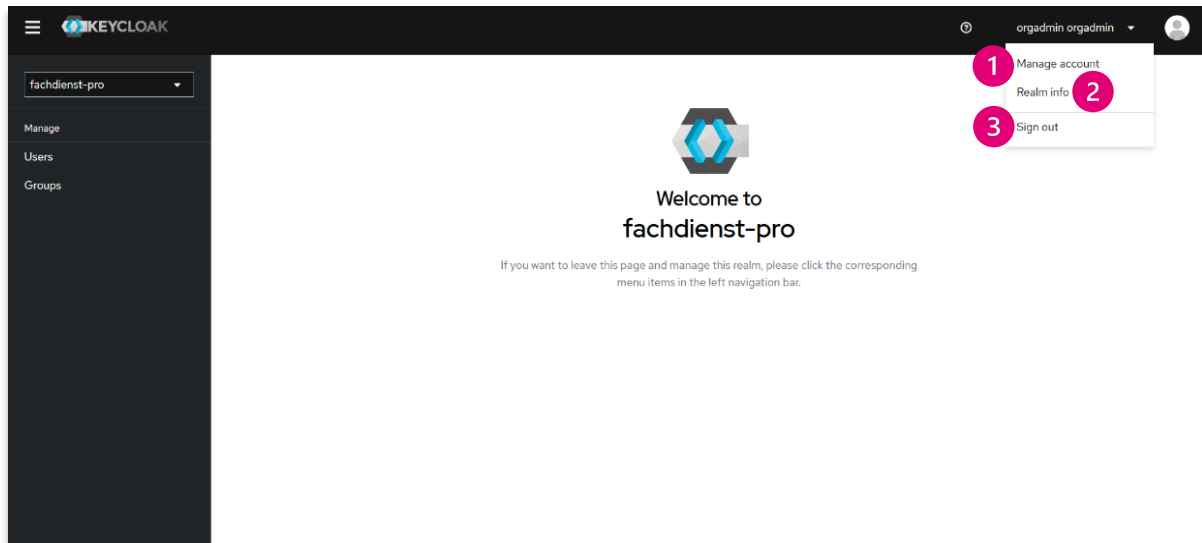 KEYCLOAK
orgadmin orgadmin
fachdienst-pro
Manage
Users
Groups
1 Manage account
Realm info 2
3 Sign out
Welcome to
fachdienst-pro
If you want to leave this page and manage this realm, please click the corresponding
menu items in the left navigation bar.